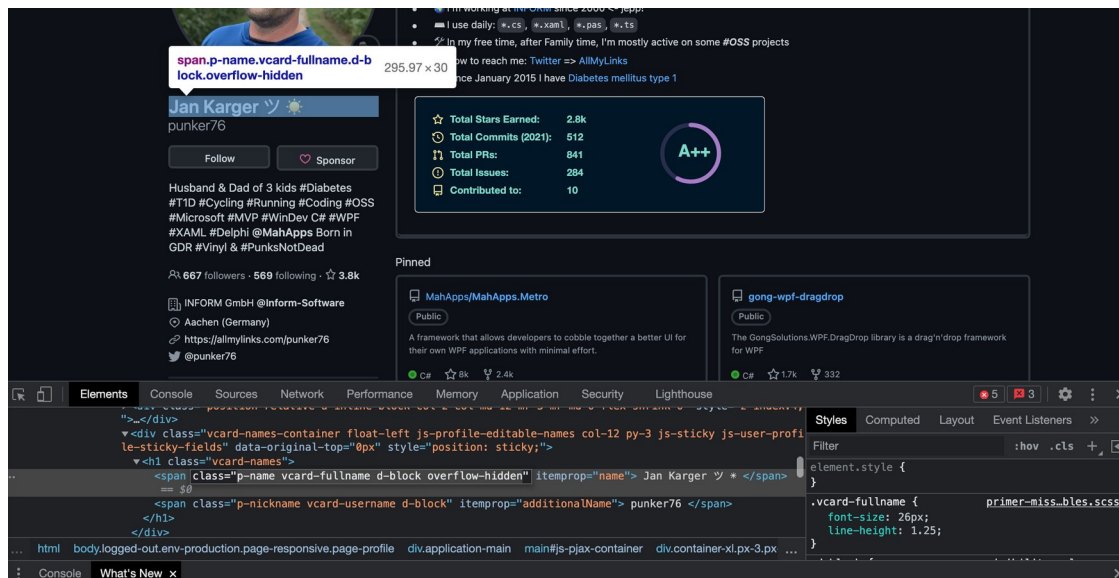 I'm working at INFORM since 2000 <- jepp!
I use daily: *.cs, *.xaml, *.pas, *.ts
In my free time, after Family time, I'm mostly active on some #OSS projects
to reach me: Twitter => AllMyLinks
since January 2015 I have Diabetes mellitus type 1
span.p-name.vcard-fullname.d-b
lock.overflow-hidden
295.97 × 30
Jan Karger ツ ☀
punker76
Follow
Sponsor
Husband & Dad of 3 kids #Diabetes
#T1D #Cycling #Running #Coding #OSS
#Microsoft #MVP #WinDev C# #WPF
#XAML #Delphi @MahApps Born in
GDR #Vinyl & #PunksNotDead
667 followers · 569 following · 3.8k
INFORM GmbH @Inform-Software
Aachen (Germany)
https://allmylinks.com/punker76
@punker76
Total Stars Earned: 2.8k
Total Commits (2021): 512
Total PRs: 841
Total Issues: 284
Contributed to: 10
A++
Pinned
MahApps/MahApps.Metro
Public
A framework that allows developers to cobble together a better UI for
their own WPF applications with minimal effort.
C# 8k 2.4k
gong-wpf-dragdrop
Public
The GongSolutions.WPF.DragDrop library is a drag'n'drop framework
for WPF
C# 1.7k 332
Elements Console Sources Network Performance Memory Application Security Lighthouse 5 3
">…</div>
▼<div class="vcard-names-container float-left js-profile-editable-names col-12 py-3 js-sticky js-user-profi
le-sticky-fields" data-original-top="0px" style="position: sticky;">
▼<h1 class="vcard-names">
<span class="p-name vcard-fullname d-block overflow-hidden" itemprop="name"> Jan Karger ツ ☀ </span>
== $0
<span class="p-nickname vcard-username d-block" itemprop="additionalName"> punker76 </span>
</h1>
</div>
... html body.logged-out.env-production.page-responsive.page-profile div.application-main main#js-pjax-container div.container-xl.px-3.px ...
Styles Computed Layout Event Listeners »
Filter :hov .cls +
element.style {
}
.vcard-fullname { primer-miss…bles.scss
font-size: 26px;
line-height: 1.25;
}
Console What's New ×